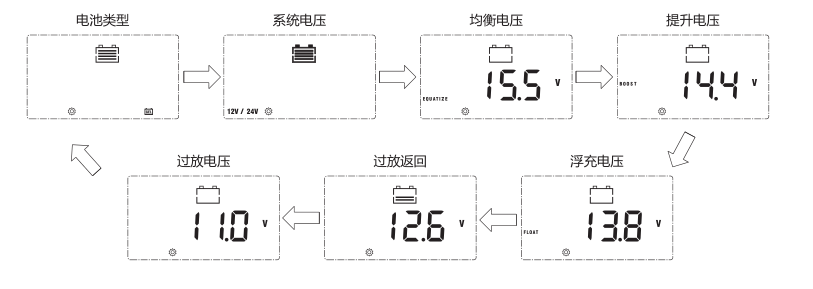 电池类型
系统电压
均衡电压
提升电压
12V / 24V
EQUATIZE
15.5 V
BOOST
14.4 V
过放电压
过放返回
浮充电压
11.0 V
12.6 V
FLOAT
13.8 V